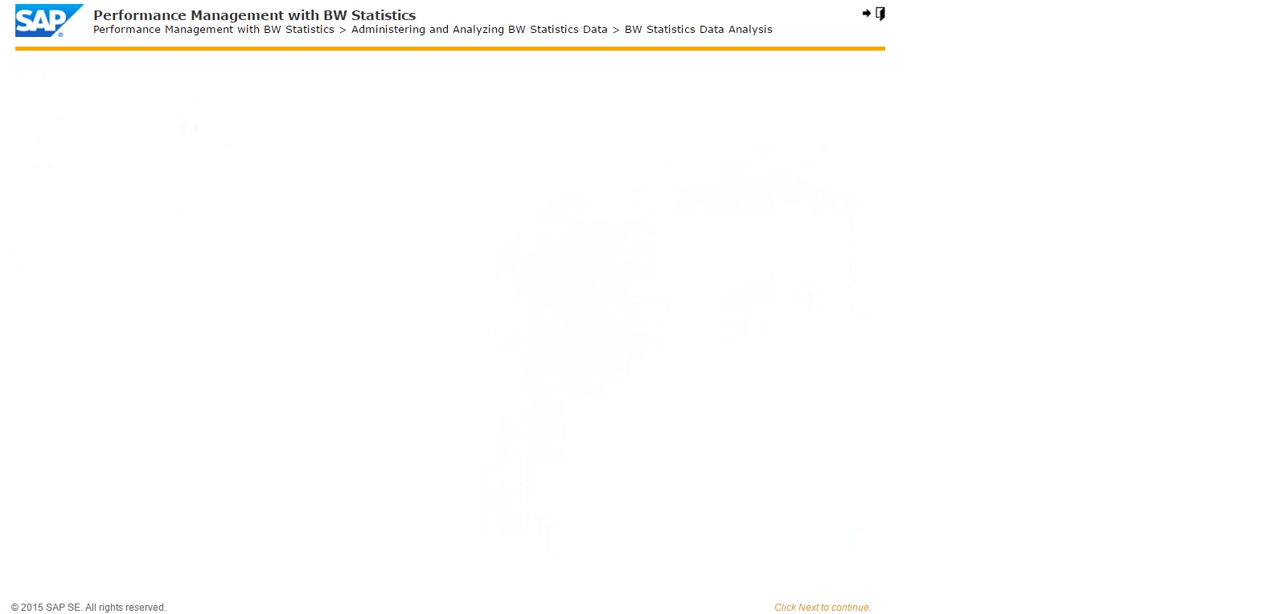 SAP
Performance Management with BW Statistics
Performance Management with BW Statistics > Administering and Analyzing BW Statistics Data > BW Statistics Data Analysis
© 2015 SAP SE. All rights reserved.
Click Next to continue.